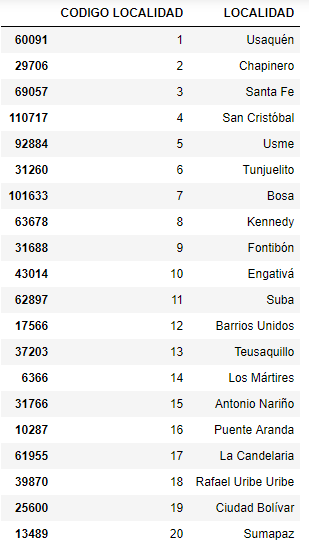 CODIGO LOCALIDAD LOCALIDAD
60091 1 Usaquén
29706 2 Chapinero
69057 3 Santa Fe
110717 4 San Cristóbal
92884 5 Usme
31260 6 Tunjuelito
101633 7 Bosa
63678 8 Kennedy
31688 9 Fontibón
43014 10 Engativá
62897 11 Suba
17566 12 Barrios Unidos
37203 13 Teusaquillo
6366 14 Los Mártires
31766 15 Antonio Nariño
10287 16 Puente Aranda
61955 17 La Candelaria
39870 18 Rafael Uribe Uribe
25600 19 Ciudad Bolívar
13489 20 Sumapaz